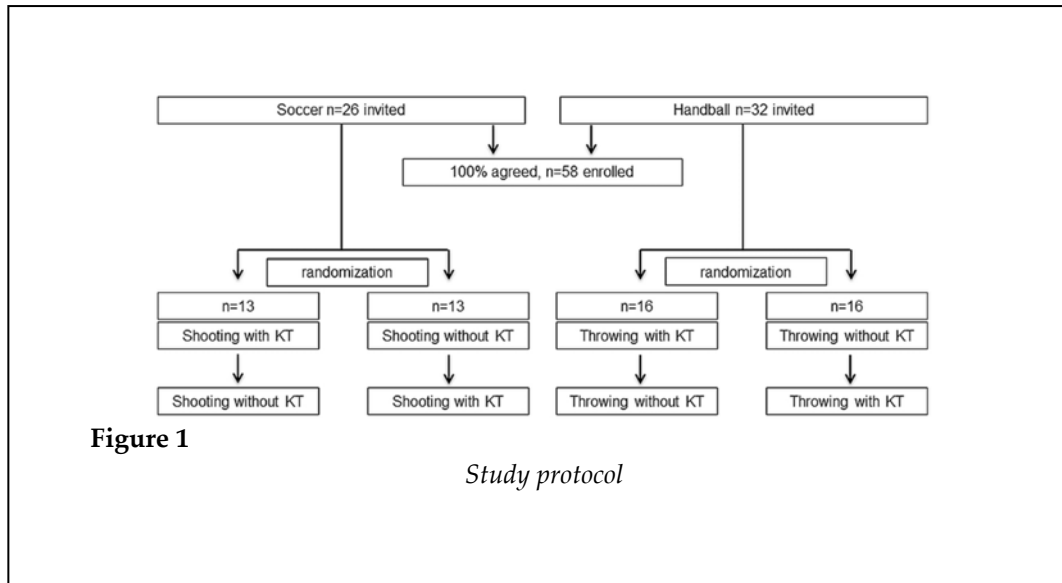 Soccer n=26 invited
Handball n=32 invited
100% agreed, n=58 enrolled
randomization
randomization
n=13
n=13
n=16
n=16
Shooting with KT
Shooting without KT
Throwing with KT
Throwing without KT
Shooting without KT
Shooting with KT
Throwing without KT
Throwing with KT
Figure 1
Study protocol